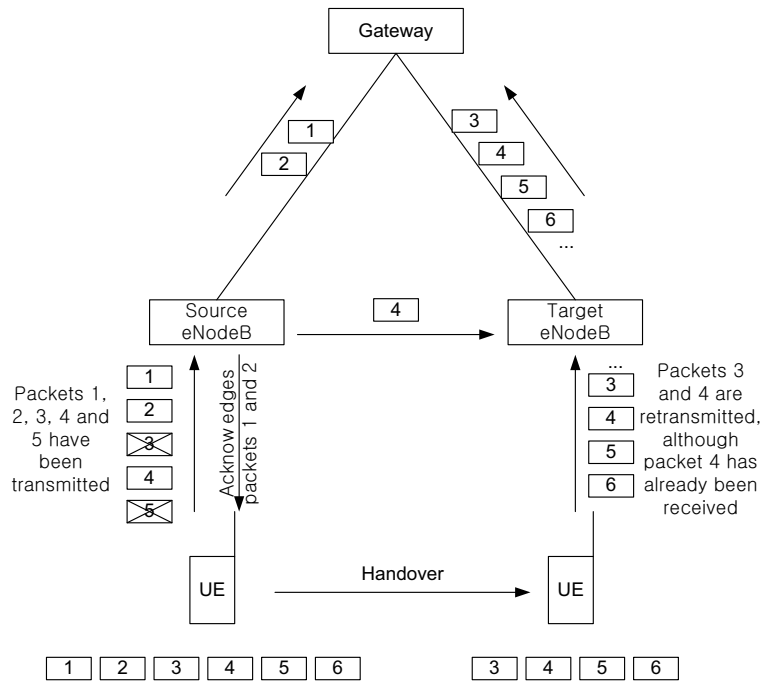 Gateway
1
2
3
4
5
6
...
Source
eNodeB
4
Target
eNodeB
Packets 1,
2, 3, 4 and
5 have
been
transmitted
1
2
3
4
5
Acknow edges
packets 1 and 2
...
3
4
5
6
Packets 3
and 4 are
retransmitted,
although
packet 4 has
already been
received
UE
Handover
UE
1 2 3 4 5 6
3 4 5 6